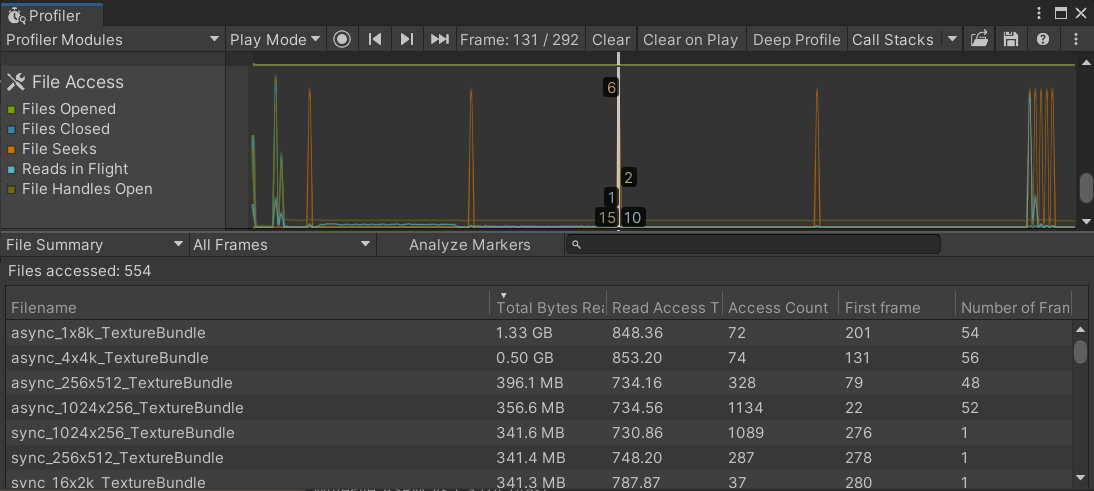 Profiler
Profiler Modules Play Mode Frame: 131 / 292 Clear Clear on Play Deep Profile Call Stacks
File Access
Files Opened
Files Closed
File Seeks
Reads in Flight
File Handles Open
6
2
1
15 10
File Summary All Frames Analyze Markers
Files accessed: 554
Filename Total Bytes Rea Read Access T Access Count First frame Number of Fram
async_1x8k_TextureBundle 1.33 GB 848.36 72 201 54
async_4x4k_TextureBundle 0.50 GB 853.20 74 131 56
async_256x512_TextureBundle 396.1 MB 734.16 328 79 48
async_1024x256_TextureBundle 356.6 MB 734.56 1134 22 52
sync_1024x256_TextureBundle 341.6 MB 730.86 1089 276 1
sync_256x512_TextureBundle 341.4 MB 748.20 287 278 1
sync_16x2k_TextureBundle 341.3 MB 787.87 37 280 1